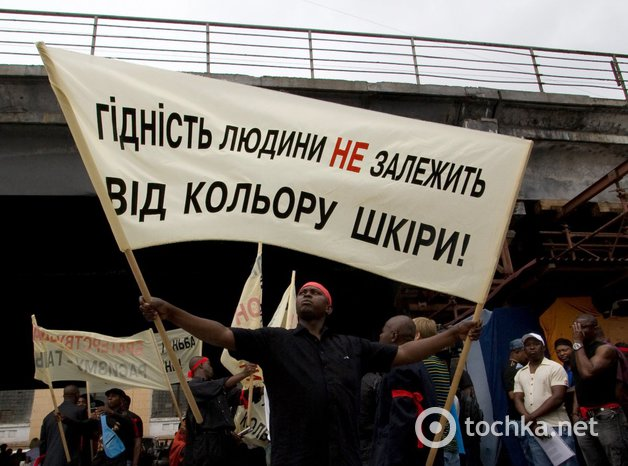 гідність людини НЕ залежить
від кольору шкіри!
tochka.net